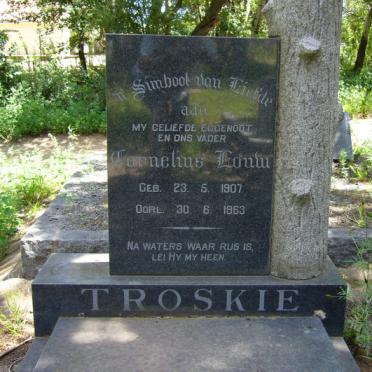 'n Simbool van Liefde
aan
MY GELIEFDE EGGENOOT
EN ONS VADER
Cornelius Louw
GEB. 23. 5. 1907
OORL. 30. 6. 1963
NA WATERS WAAR RUS IS,
LEI HY MY HEEN.
TROSKIE